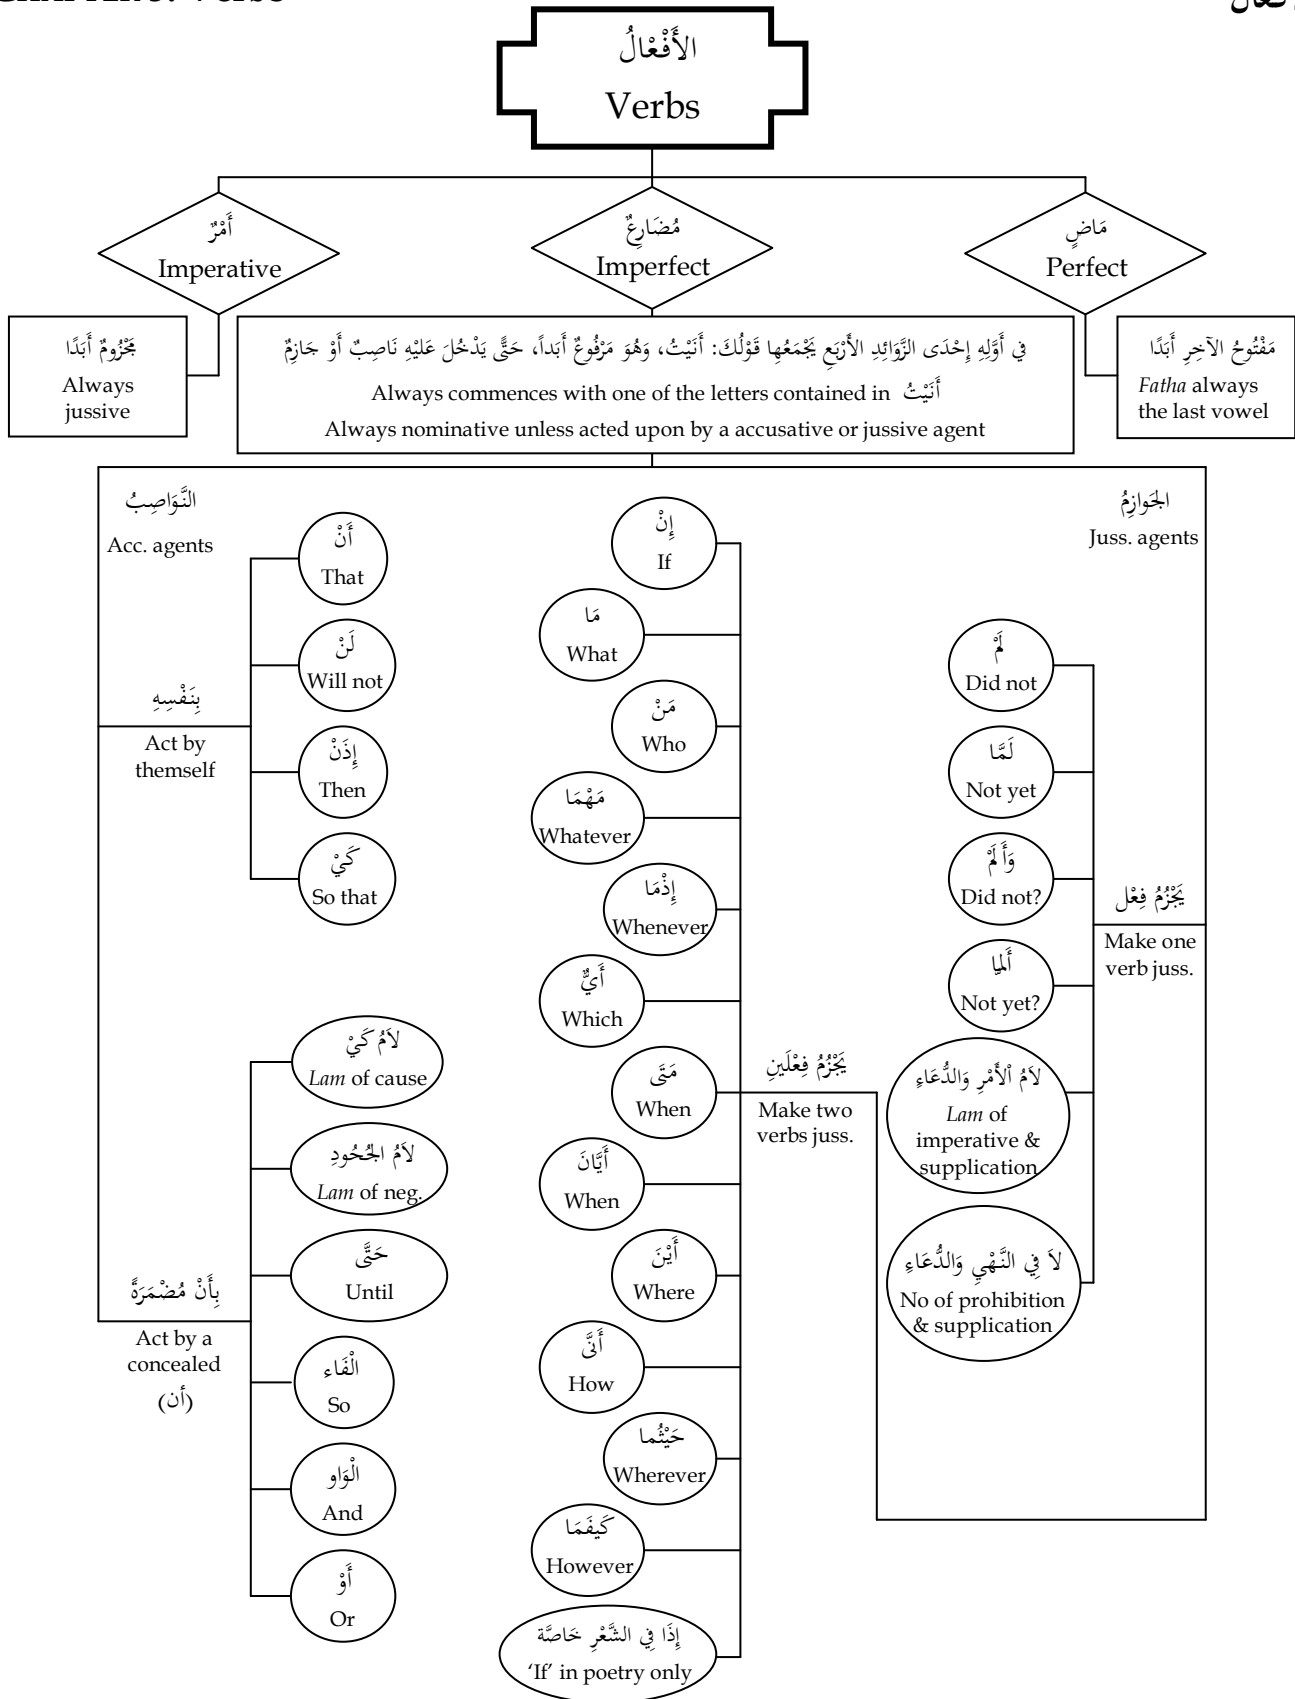 الأَفْعْالُ
Verbs
أَمْرٌ
Imperative
مُضَارِعٌ
Imperfect
مَاضٍ
Perfect
مَجْزُومٌ أَبَدًا
Always
jussive
في أَوَّلِهِ إِحْدَى الزَّوَائِدِ الأَرْبَعِ يَجْمَعُها قَوْلُكَ: أَنَيْتُ، وَهُوَ مَرْفُوعٌ أَبَداً، حَتَّى يَدْخُلَ عَلَيْهِ نَاصِبٌ أَوْ جَازِمٌ
Always commences with one of the letters contained in أَنَيْتُ
Always nominative unless acted upon by a accusative or jussive agent
مَفْتُوحُ الآخِرِ أَبَدًا
Fatha always
the last vowel
النَّوَاصِبُ
Acc. agents
بِنَفْسِهِ
Act by
themself
أَنْ
That
لَنْ
Will not
إِذَنْ
Then
كَيْ
So that
بِأَنْ مُضْمَرَةً
Act by a
concealed
(أن)
لاَمُ كَيْ
Lam of cause
لاَمُ الجُحُودِ
Lam of neg.
حَتَّى
Until
الْفَاء
So
الْوَاو
And
أَوْ
Or
الجَوازِمُ
Juss. agents
يَجْزُمُ فِعْلَينِ
Make two
verbs juss.
إِنْ
If
مَا
What
مَنْ
Who
مَهْمَا
Whatever
إِذْمَا
Whenever
أَيٌّ
Which
مَتَى
When
أَيَّانَ
When
أَيْنَ
Where
أَنَّى
How
حَيْثُما
Wherever
كَيفَمَا
However
إِذَا فِي الشَّعْرِ خَاصَّة
‘If’ in poetry only
يَجْزُمُ فِعْل
Make one
verb juss.
لَمْ
Did not
لَمَّا
Not yet
وَأَلَمْ
Did not?
Not yet?
لاَمُ اْلأَمْرِ وَالدُّعَاءِ
Lam of
imperative &
supplication
لاَ فِي النَّهْيِ وَالدُّعَاءِ
No of prohibition
& supplication